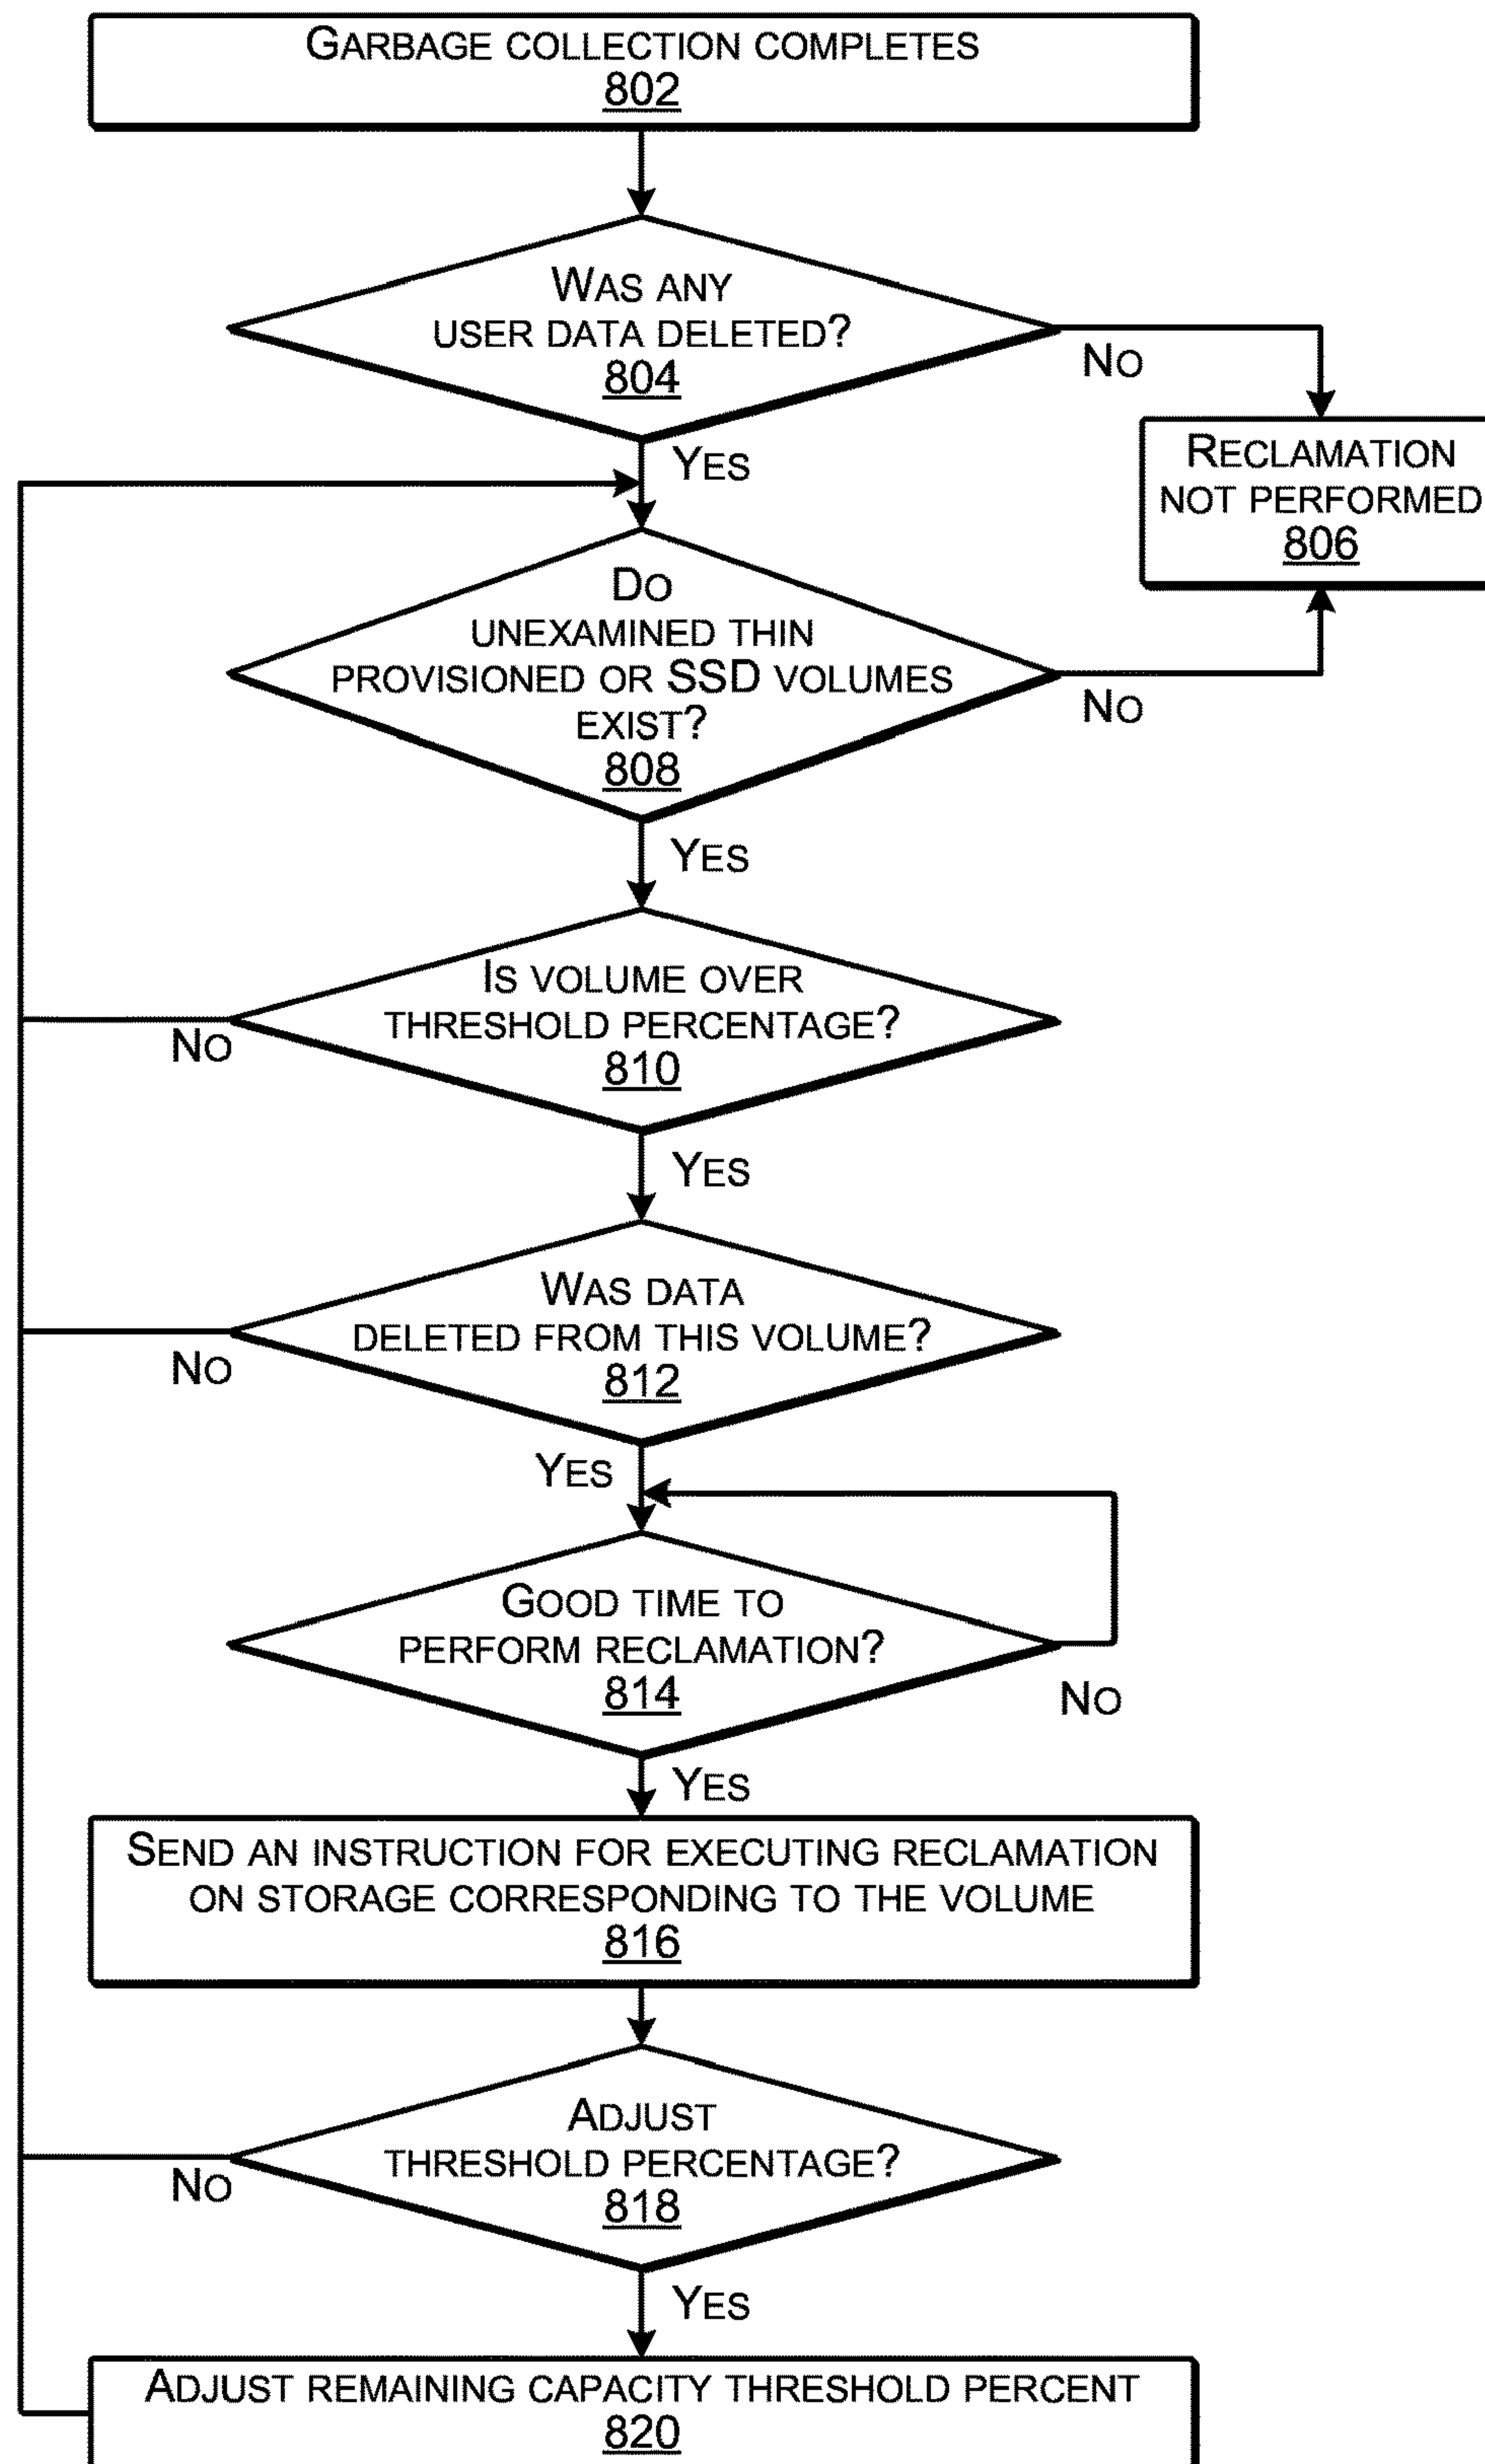 GARBAGE COLLECTION COMPLETES
802
WAS ANY
USER DATA DELETED?
804
NO
YES
RECLAMATION
NOT PERFORMED
806
DO
UNEXAMINED THIN
PROVISIONED OR SSD VOLUMES
EXIST?
808
NO
YES
IS VOLUME OVER
THRESHOLD PERCENTAGE?
810
NO
YES
WAS DATA
DELETED FROM THIS VOLUME?
812
NO
YES
GOOD TIME TO
PERFORM RECLAMATION?
814
NO
YES
SEND AN INSTRUCTION FOR EXECUTING RECLAMATION
ON STORAGE CORRESPONDING TO THE VOLUME
816
ADJUST
THRESHOLD PERCENTAGE?
818
NO
YES
ADJUST REMAINING CAPACITY THRESHOLD PERCENT
820